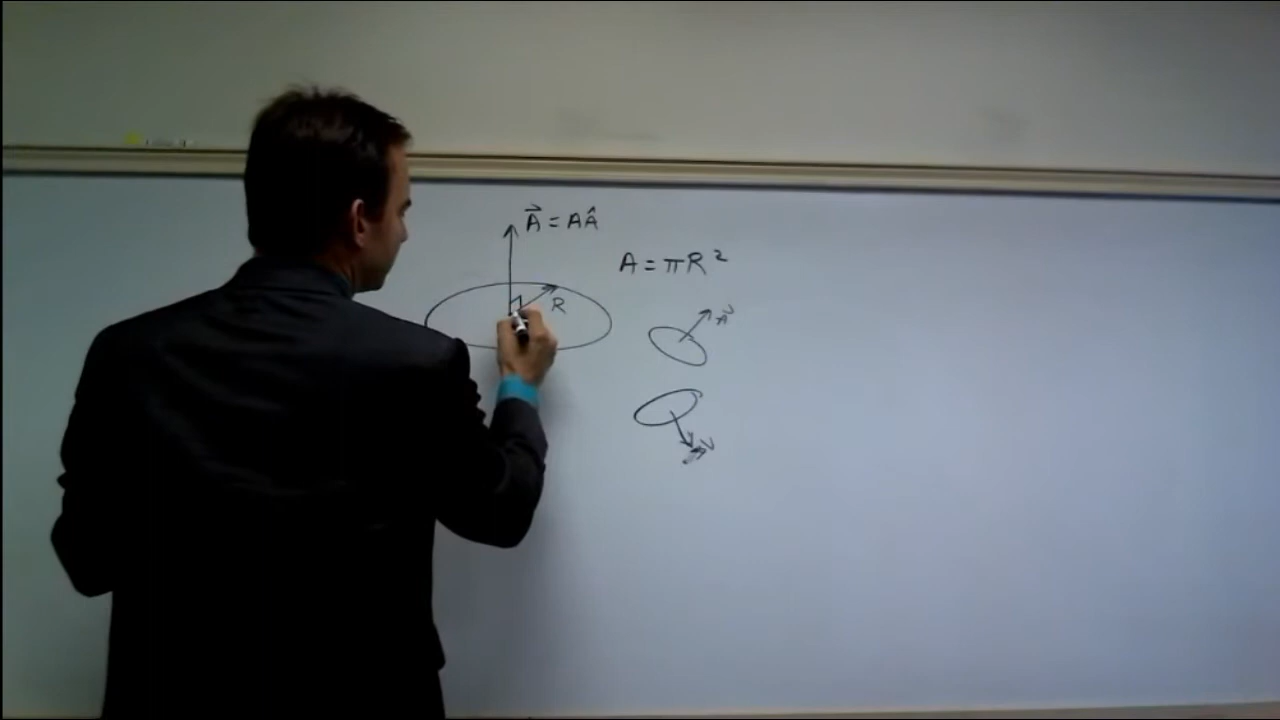 A⃗ = AÂ
A = πR²
R
A⃗